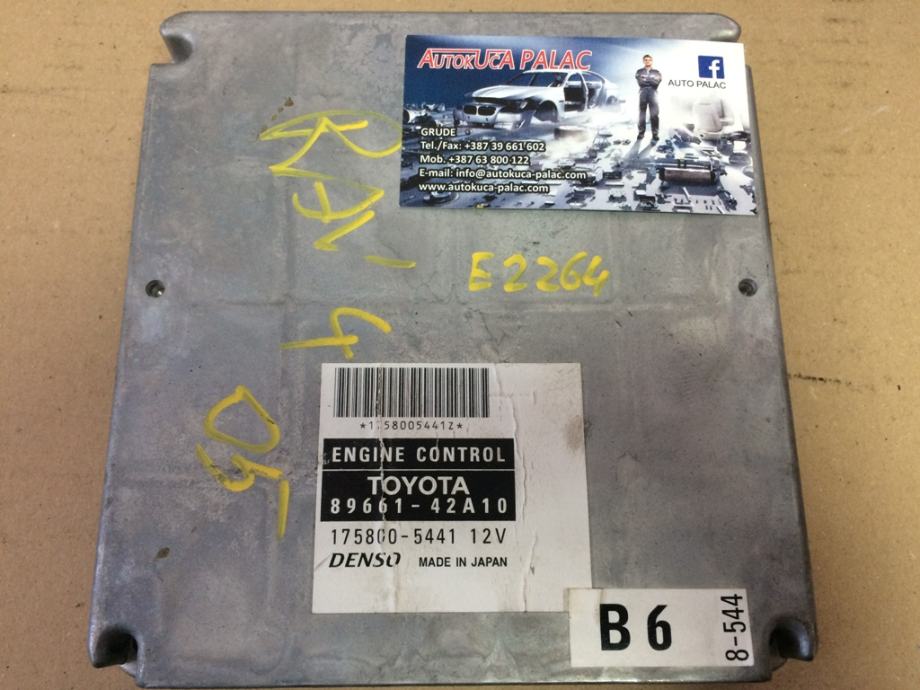 AUTOKUĆA PALAC
AUTO PALAC
GRUDE
Tel./Fax: +387 39 661 602
Mob. +387 63 800 122
E-mail: info@autokuca-palac.com
www.autokuca-palac.com
RAV-4
05
E2264
*1758005441Z*
ENGINE CONTROL
TOYOTA
89661-42A10
175800-5441 12V
DENSO MADE IN JAPAN
B6
8-544